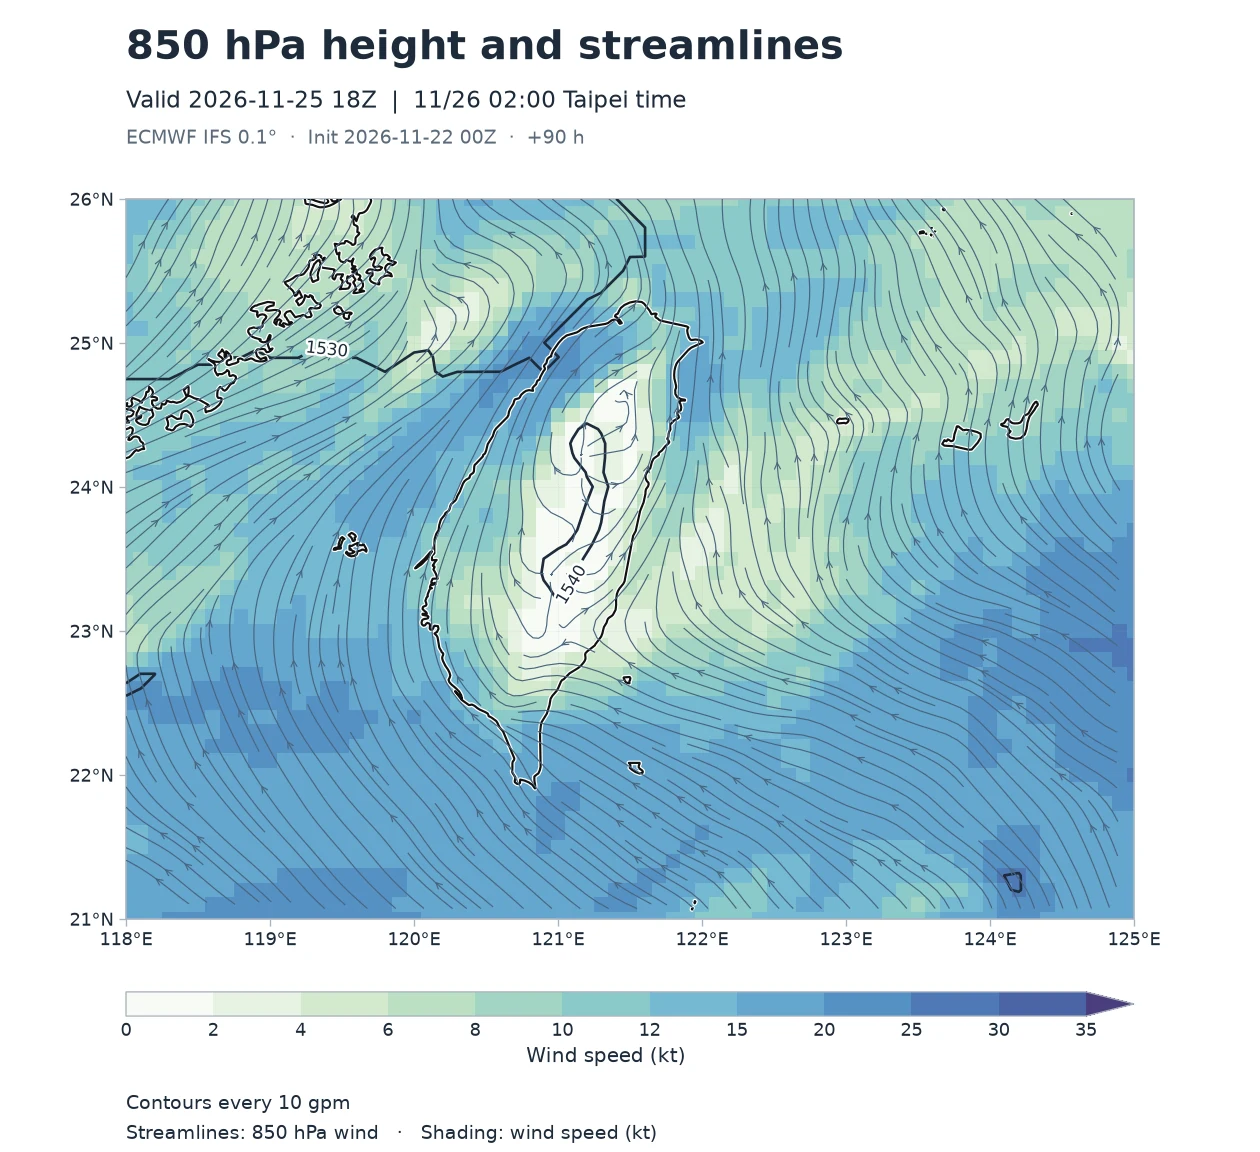 850 hPa height and streamlines
Valid 2026-11-25 18Z | 11/26 02:00 Taipei time
ECMWF IFS 0.1° · Init 2026-11-22 00Z · +90 h
26°N
25°N
24°N
23°N
22°N
21°N
1530
1540
118°E 119°E 120°E 121°E 122°E 123°E 124°E 125°E
0 2 4 6 8 10 12 15 20 25 30 35
Wind speed (kt)
Contours every 10 gpm
Streamlines: 850 hPa wind · Shading: wind speed (kt)